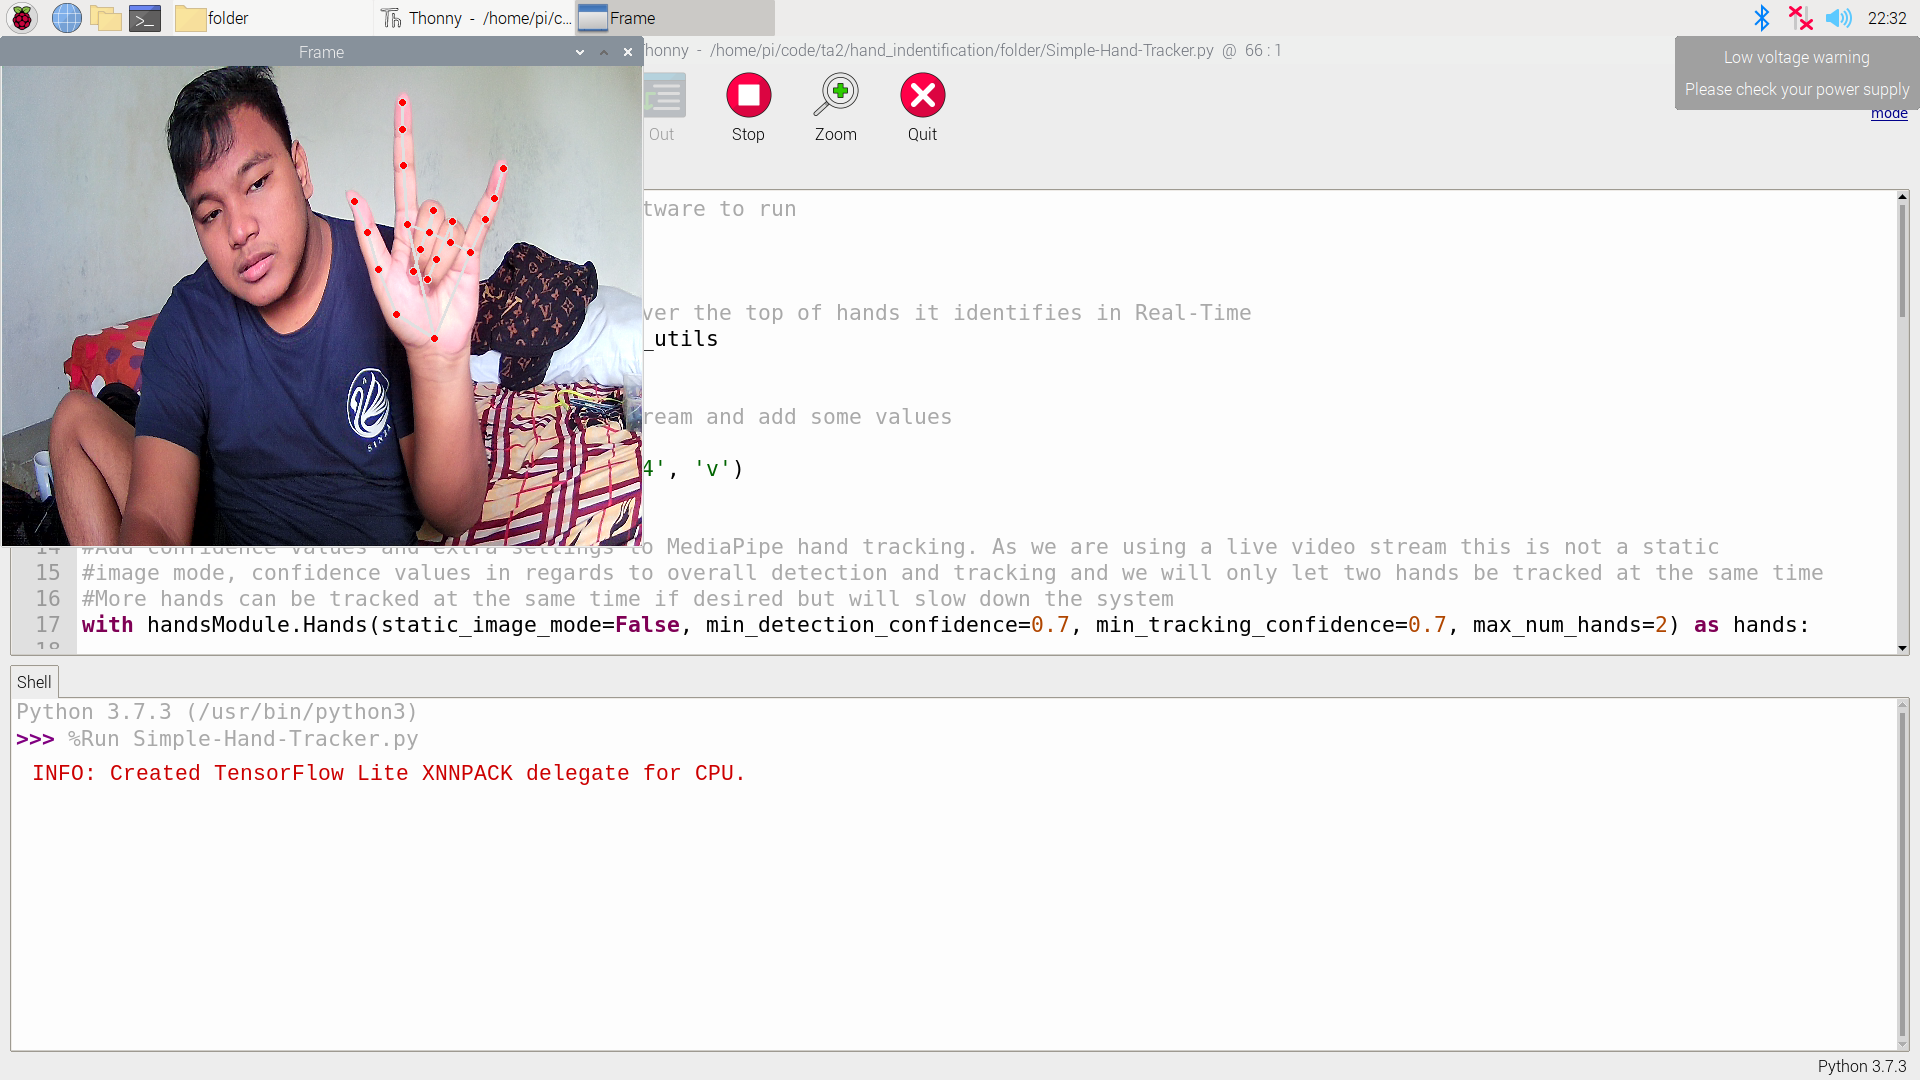 folder
Thonny - /home/pi/c...
Frame
22:32
Frame
Thonny - /home/pi/code/ta2/hand_indentification/folder/Simple-Hand-Tracker.py @ 66 : 1
Low voltage warning
Please check your power supply
mode
Out
Stop
Zoom
Quit
tware to run
ver the top of hands it identifies in Real-Time
_utils
ream and add some values
4', 'v')
14 #Add confidence values and extra settings to MediaPipe hand tracking. As we are using a live video stream this is not a static
15 #image mode, confidence values in regards to overall detection and tracking and we will only let two hands be tracked at the same time
16 #More hands can be tracked at the same time if desired but will slow down the system
17 with handsModule.Hands(static_image_mode=False, min_detection_confidence=0.7, min_tracking_confidence=0.7, max_num_hands=2) as hands:
18
Shell
Python 3.7.3 (/usr/bin/python3)
>>> %Run Simple-Hand-Tracker.py
INFO: Created TensorFlow Lite XNNPACK delegate for CPU.
Python 3.7.3